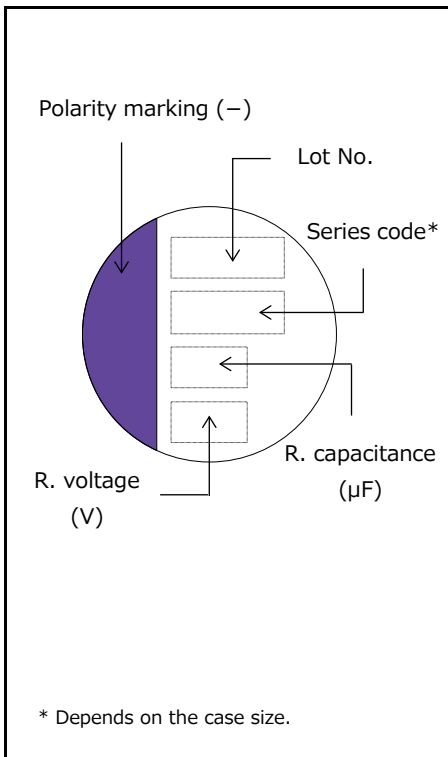 Polarity marking (−)
Lot No.
Series code*
R. capacitance
(μF)
R. voltage
(V)
* Depends on the case size.